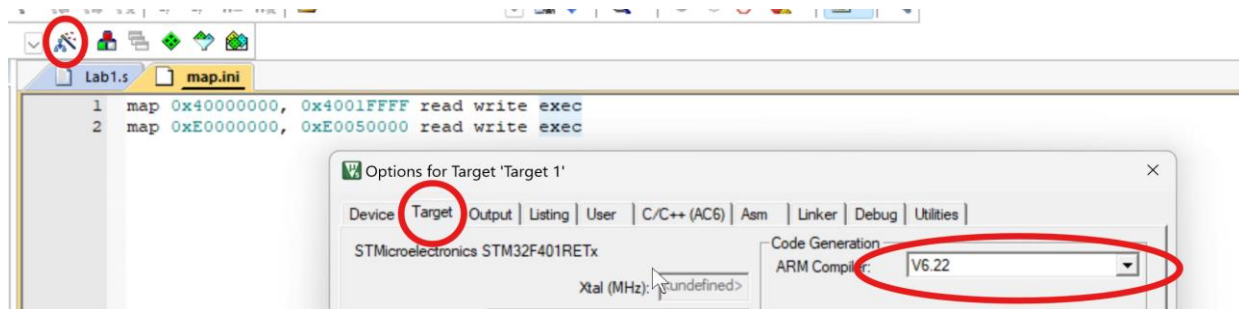 Lab1.s map.ini
1 map 0x40000000, 0x4001FFFF read write exec
2 map 0xE0000000, 0xE0050000 read write exec
Options for Target 'Target 1'
Device Target Output Listing User C/C++ (AC6) Asm Linker Debug Utilities
STMicroelectronics STM32F401RETx
Code Generation
ARM Compiler: V6.22
Xtal (MHz): <undefined>